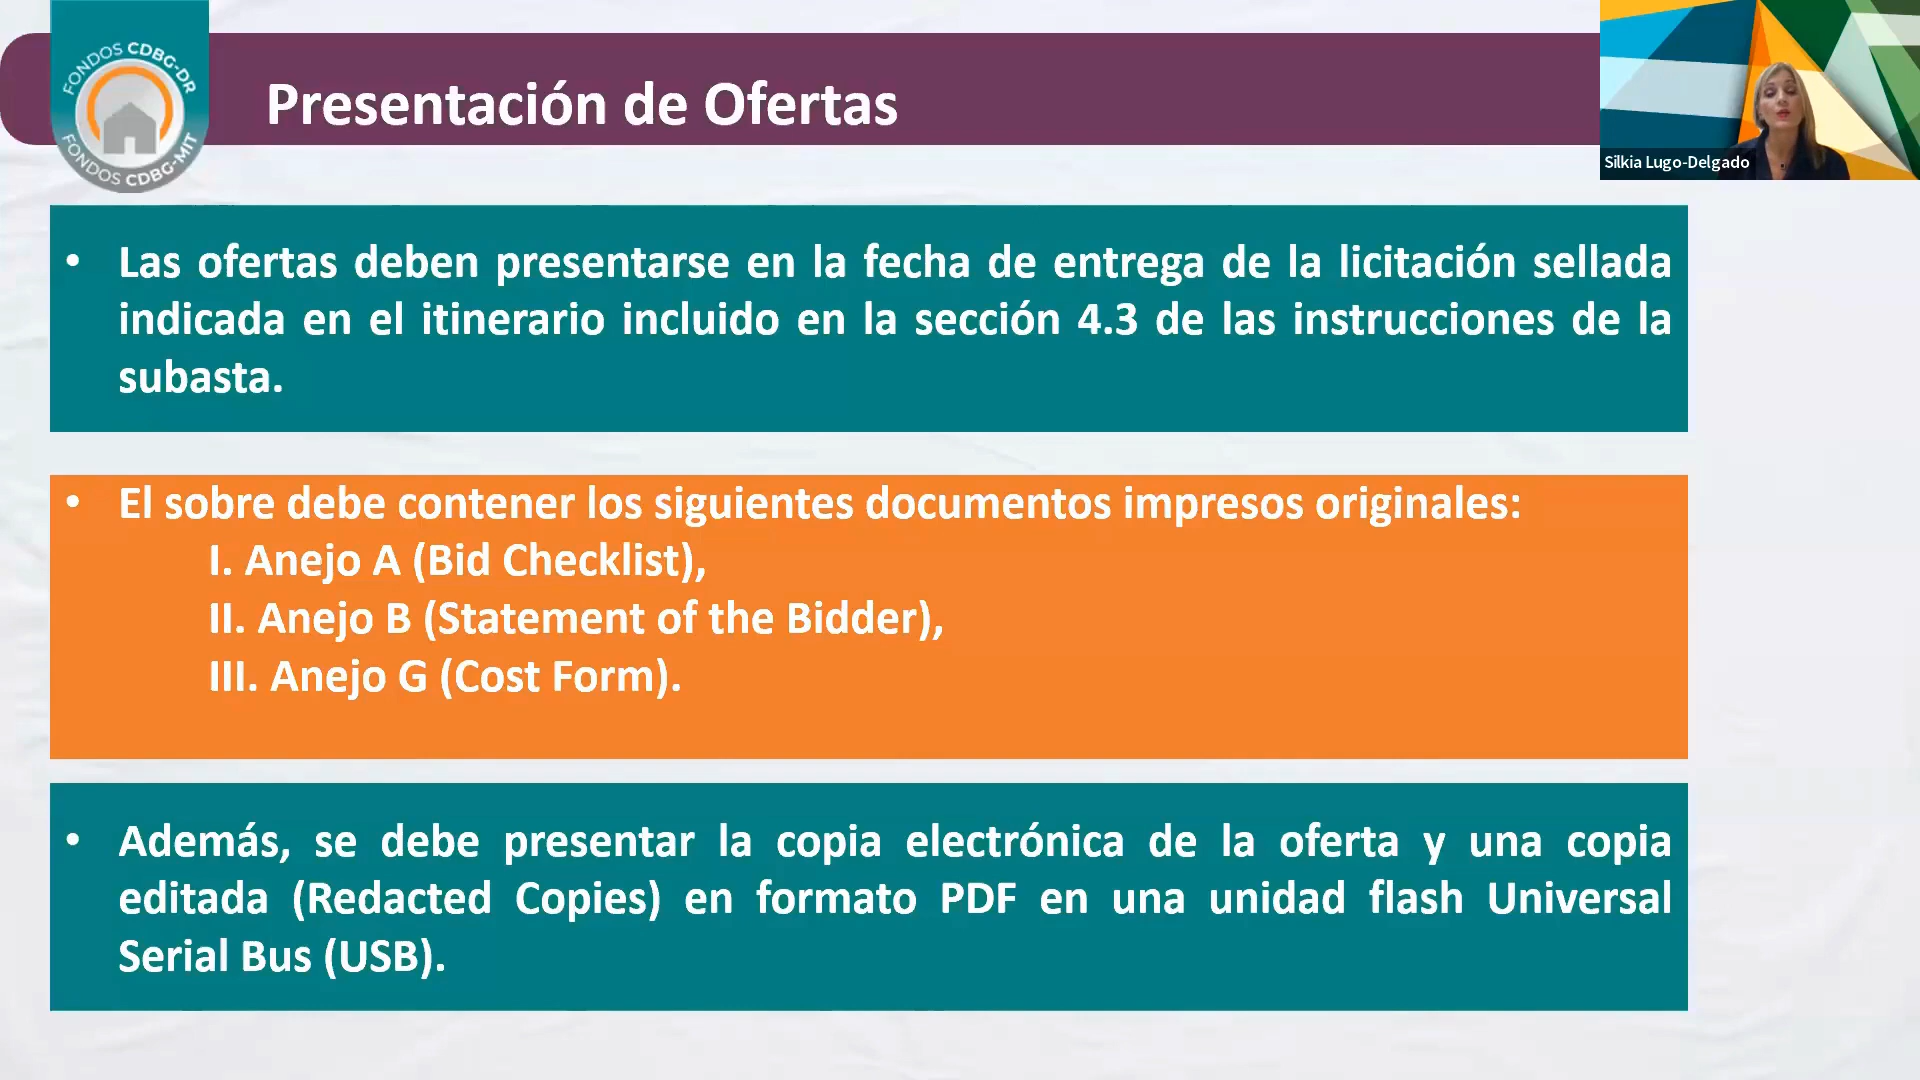 FONDOS CDBG-DR
FONDOS CDBG-MIT
Presentación de Ofertas
Silkia Lugo-Delgado
• Las ofertas deben presentarse en la fecha de entrega de la licitación sellada
indicada en el itinerario incluido en la sección 4.3 de las instrucciones de la
subasta.
• El sobre debe contener los siguientes documentos impresos originales:
I. Anejo A (Bid Checklist),
II. Anejo B (Statement of the Bidder),
III. Anejo G (Cost Form).
• Además, se debe presentar la copia electrónica de la oferta y una copia
editada (Redacted Copies) en formato PDF en una unidad flash Universal
Serial Bus (USB).